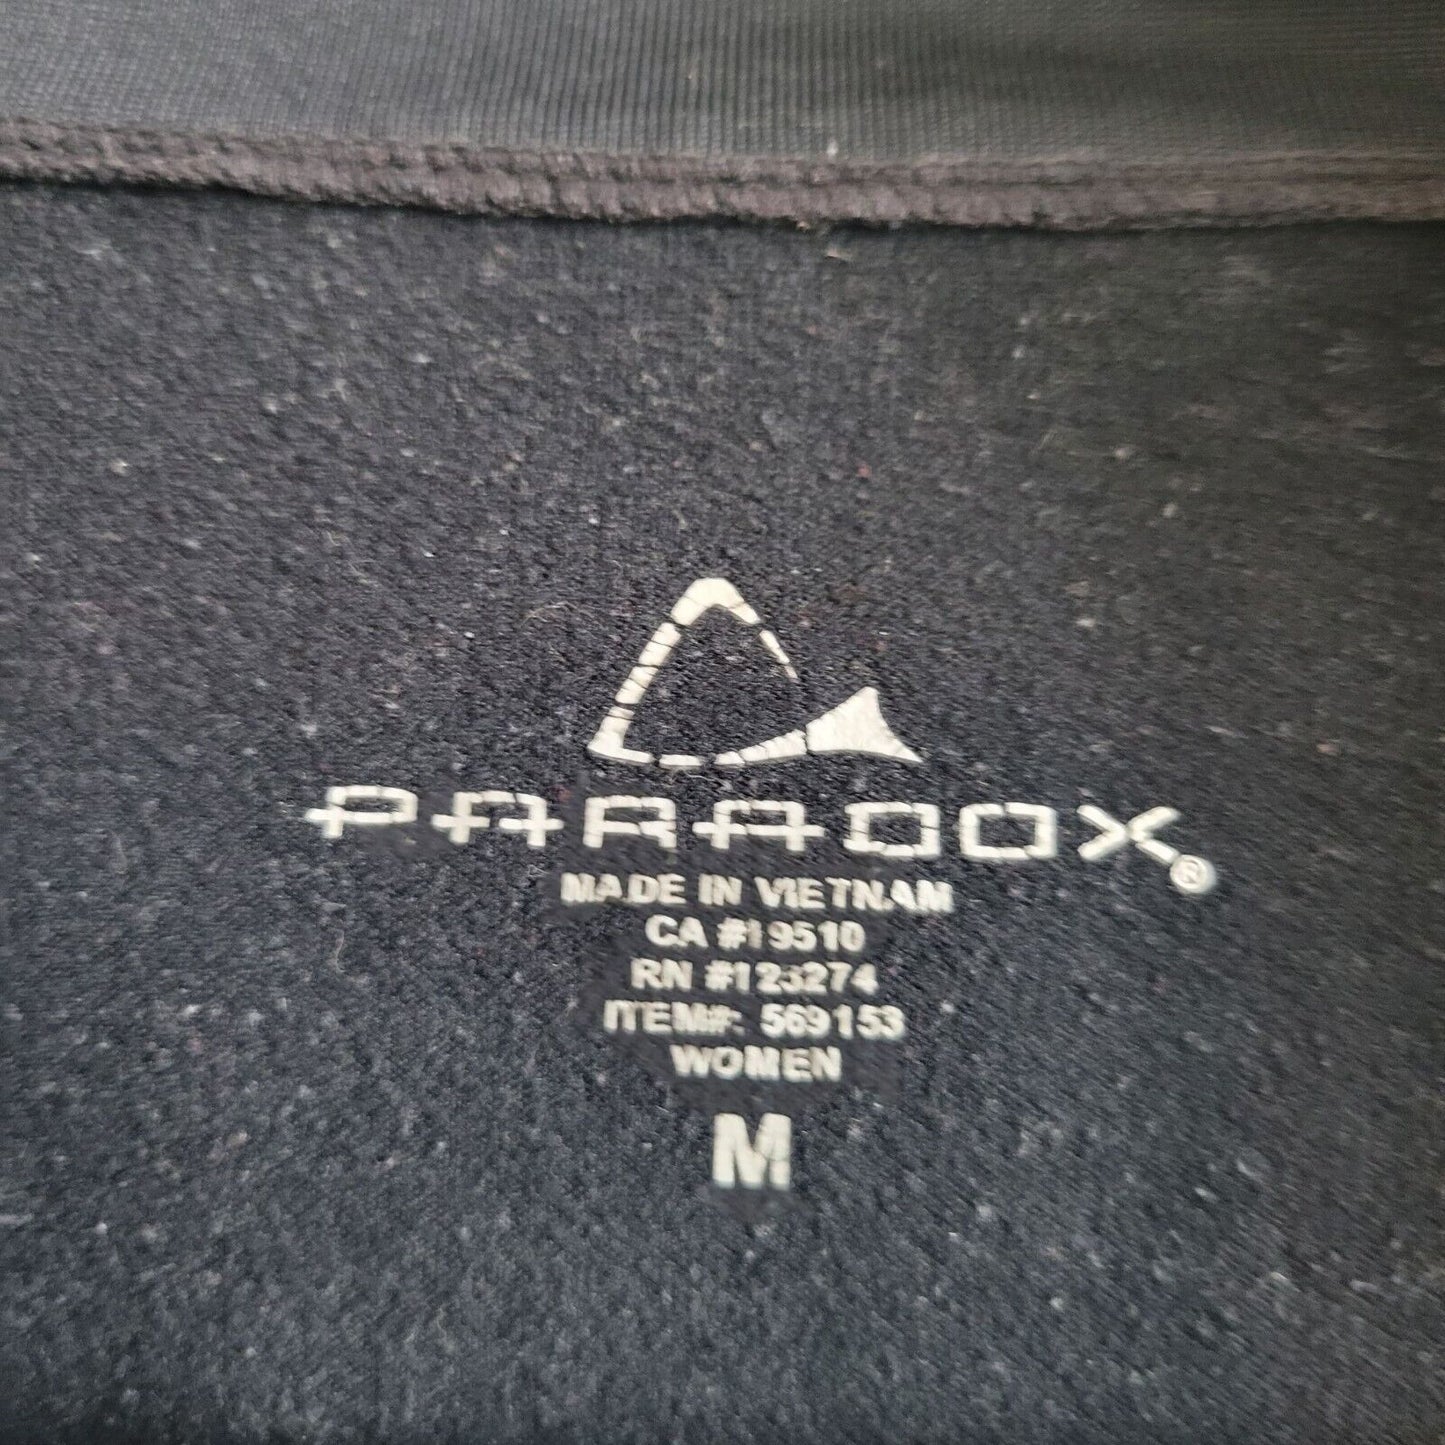 PARADOX®
MADE IN VIETNAM
CA #19510
RN #123274
ITEM#: 569153
WOMEN
M